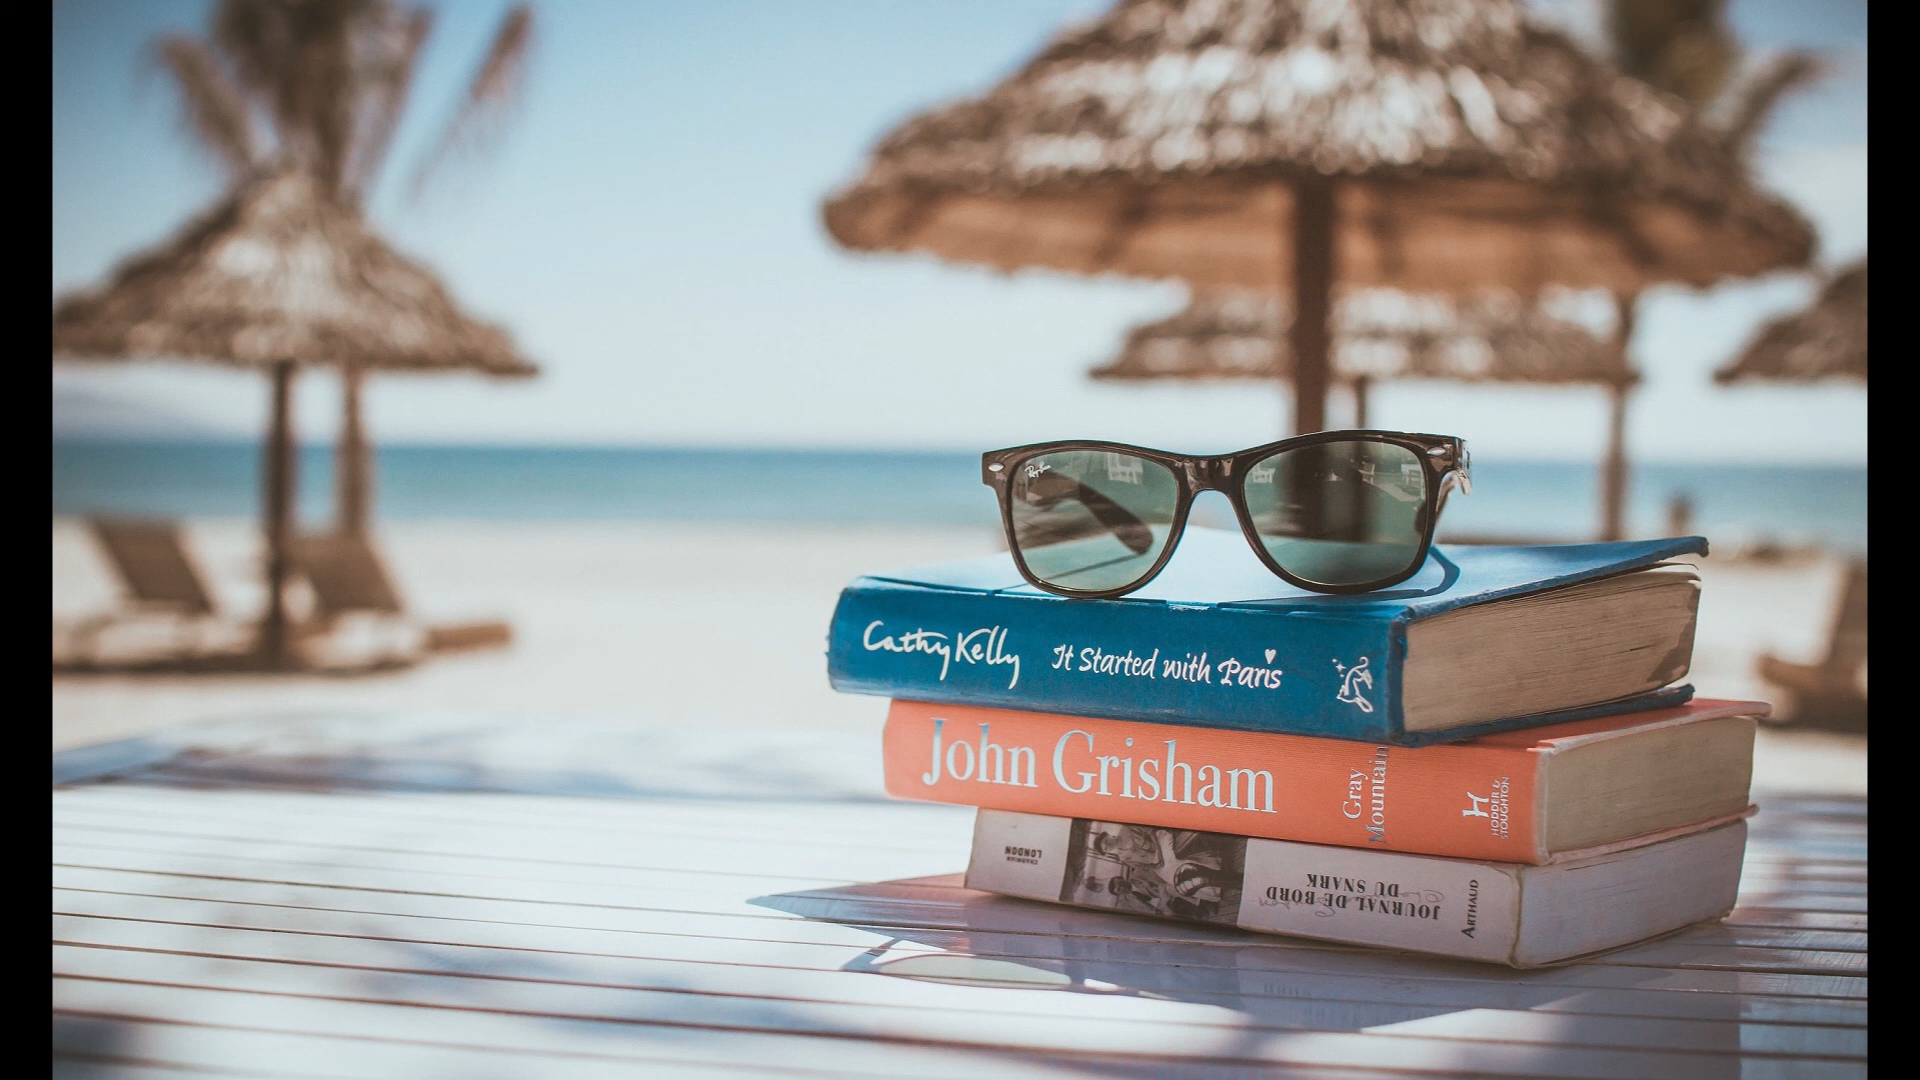 Ray-Ban
Cathy Kelly It Started with Paris
John Grisham
Gray
Mountain
HODDER &
STOUGHTON
CHARMIAN
LONDON
JOURNAL DE BORD
DU SNARK
ARTHAUD